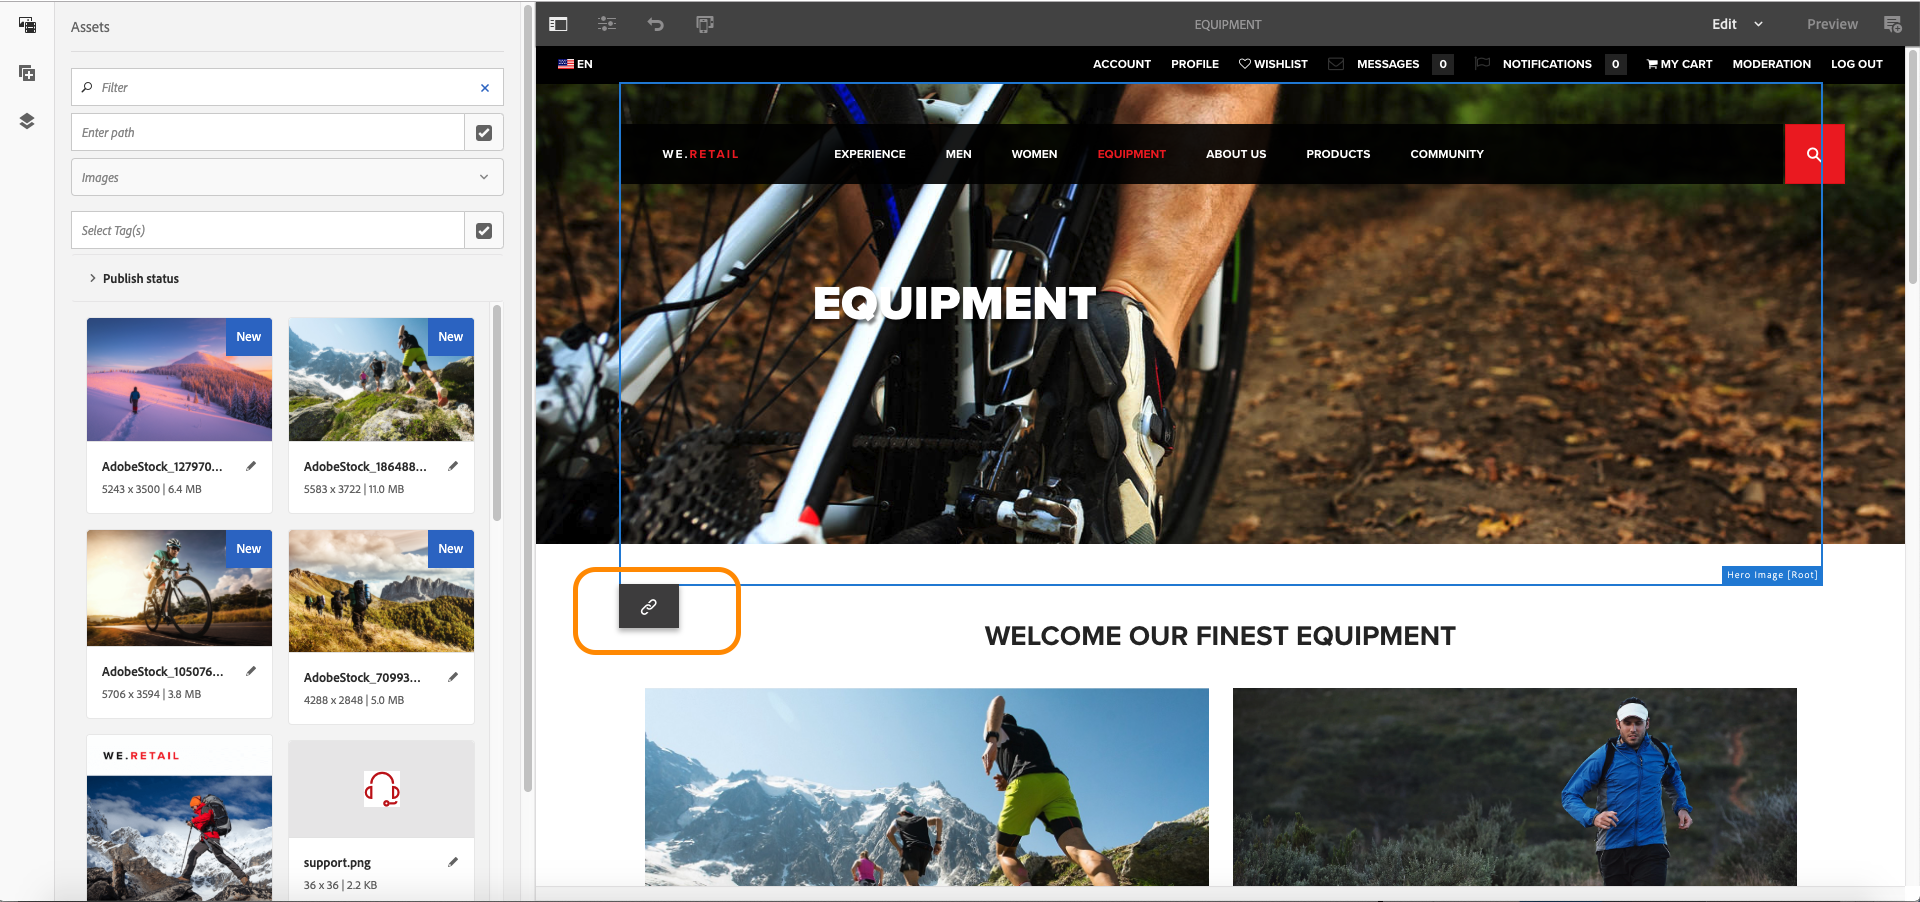 Assets
Filter
Enter path
Images
Select Tag(s)
Publish status
New
New
AdobeStock_127970...
5243 x 3500 | 6.4 MB
AdobeStock_186488...
5583 x 3722 | 11.0 MB
New
New
AdobeStock_105076...
5706 x 3594 | 3.8 MB
AdobeStock_70993...
4288 x 2848 | 5.0 MB
WE.RETAIL
support.png
36 x 36 | 2.2 KB
EQUIPMENT
Edit
Preview
EN
ACCOUNT PROFILE WISHLIST MESSAGES 0 NOTIFICATIONS 0 MY CART MODERATION LOG OUT
WE.RETAIL EXPERIENCE MEN WOMEN EQUIPMENT ABOUT US PRODUCTS COMMUNITY
EQUIPMENT
Hero Image [Root]
WELCOME OUR FINEST EQUIPMENT